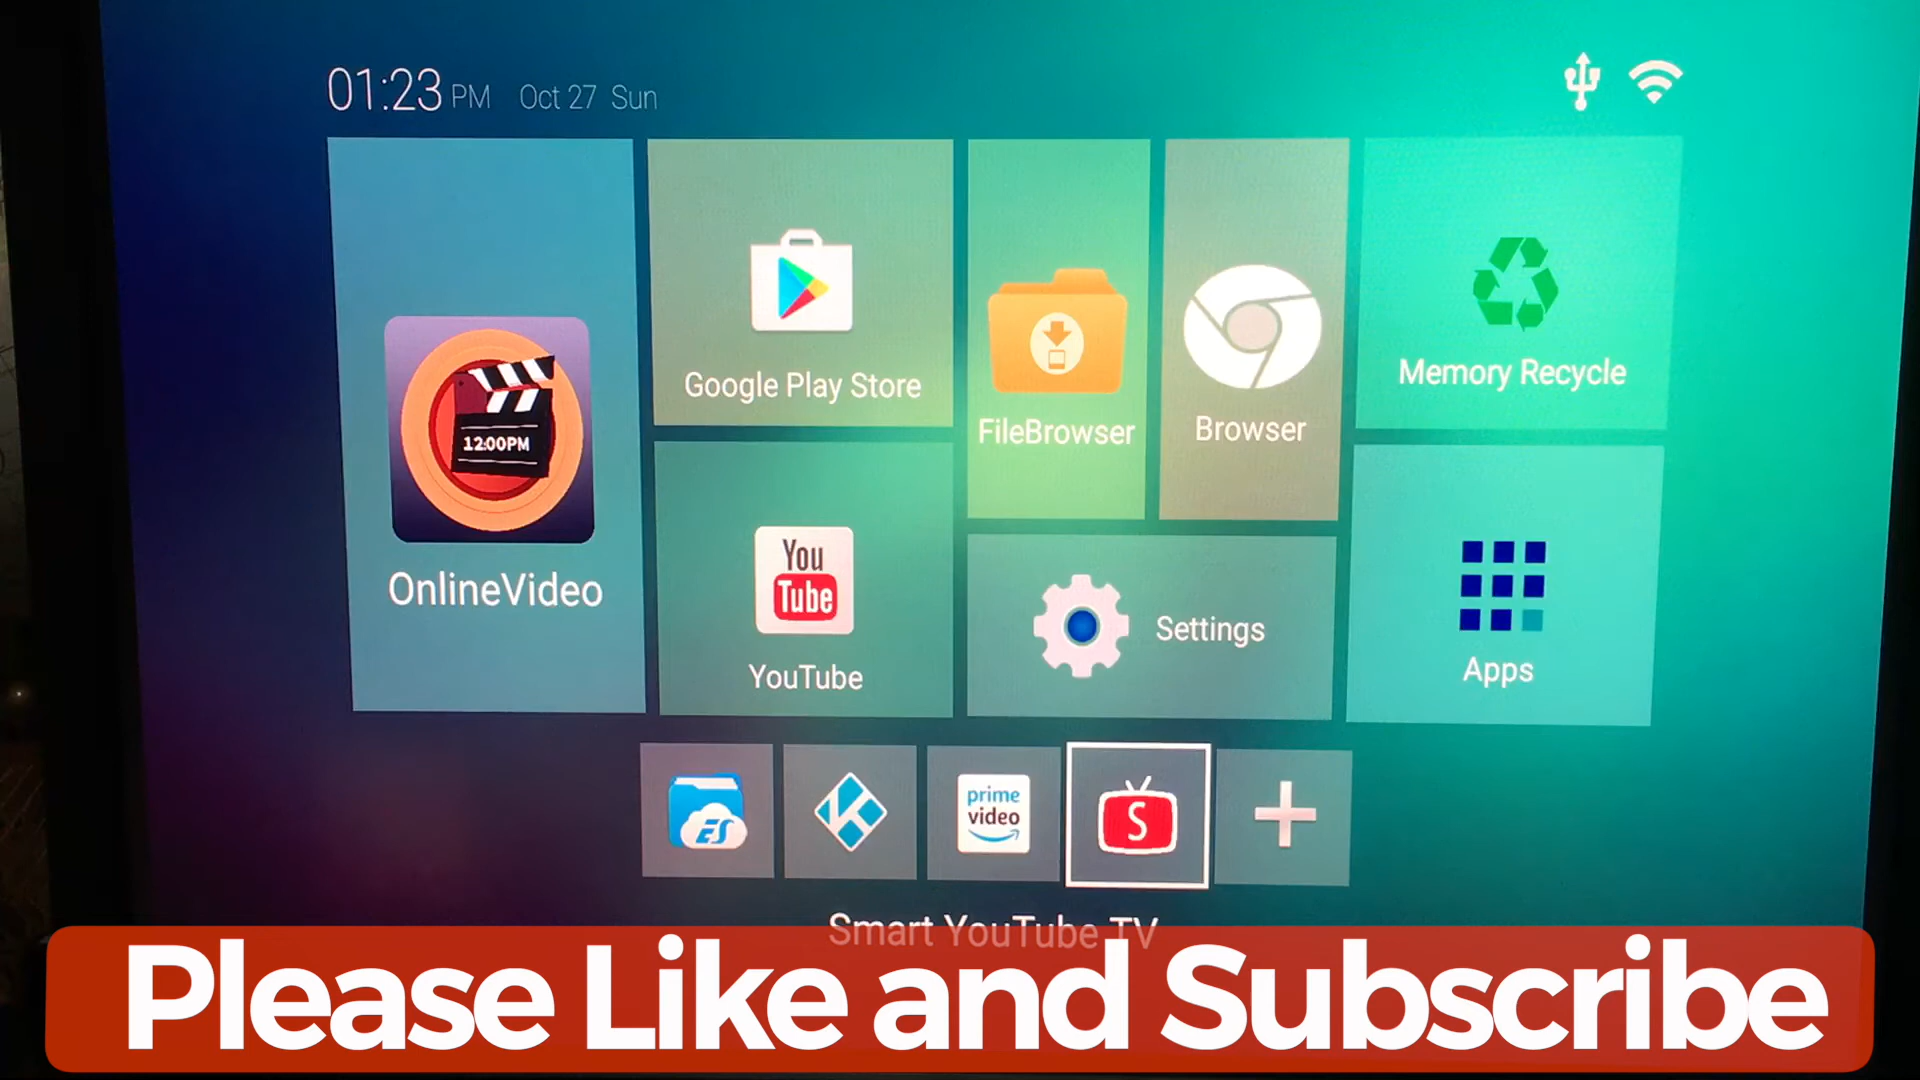 01:23 PM Oct 27 Sun
12:00PM
OnlineVideo
Google Play Store
You
Tube
YouTube
FileBrowser
Browser
Settings
Memory Recycle
Apps
ES
prime
video
S
Smart YouTube TV
Please Like and Subscribe